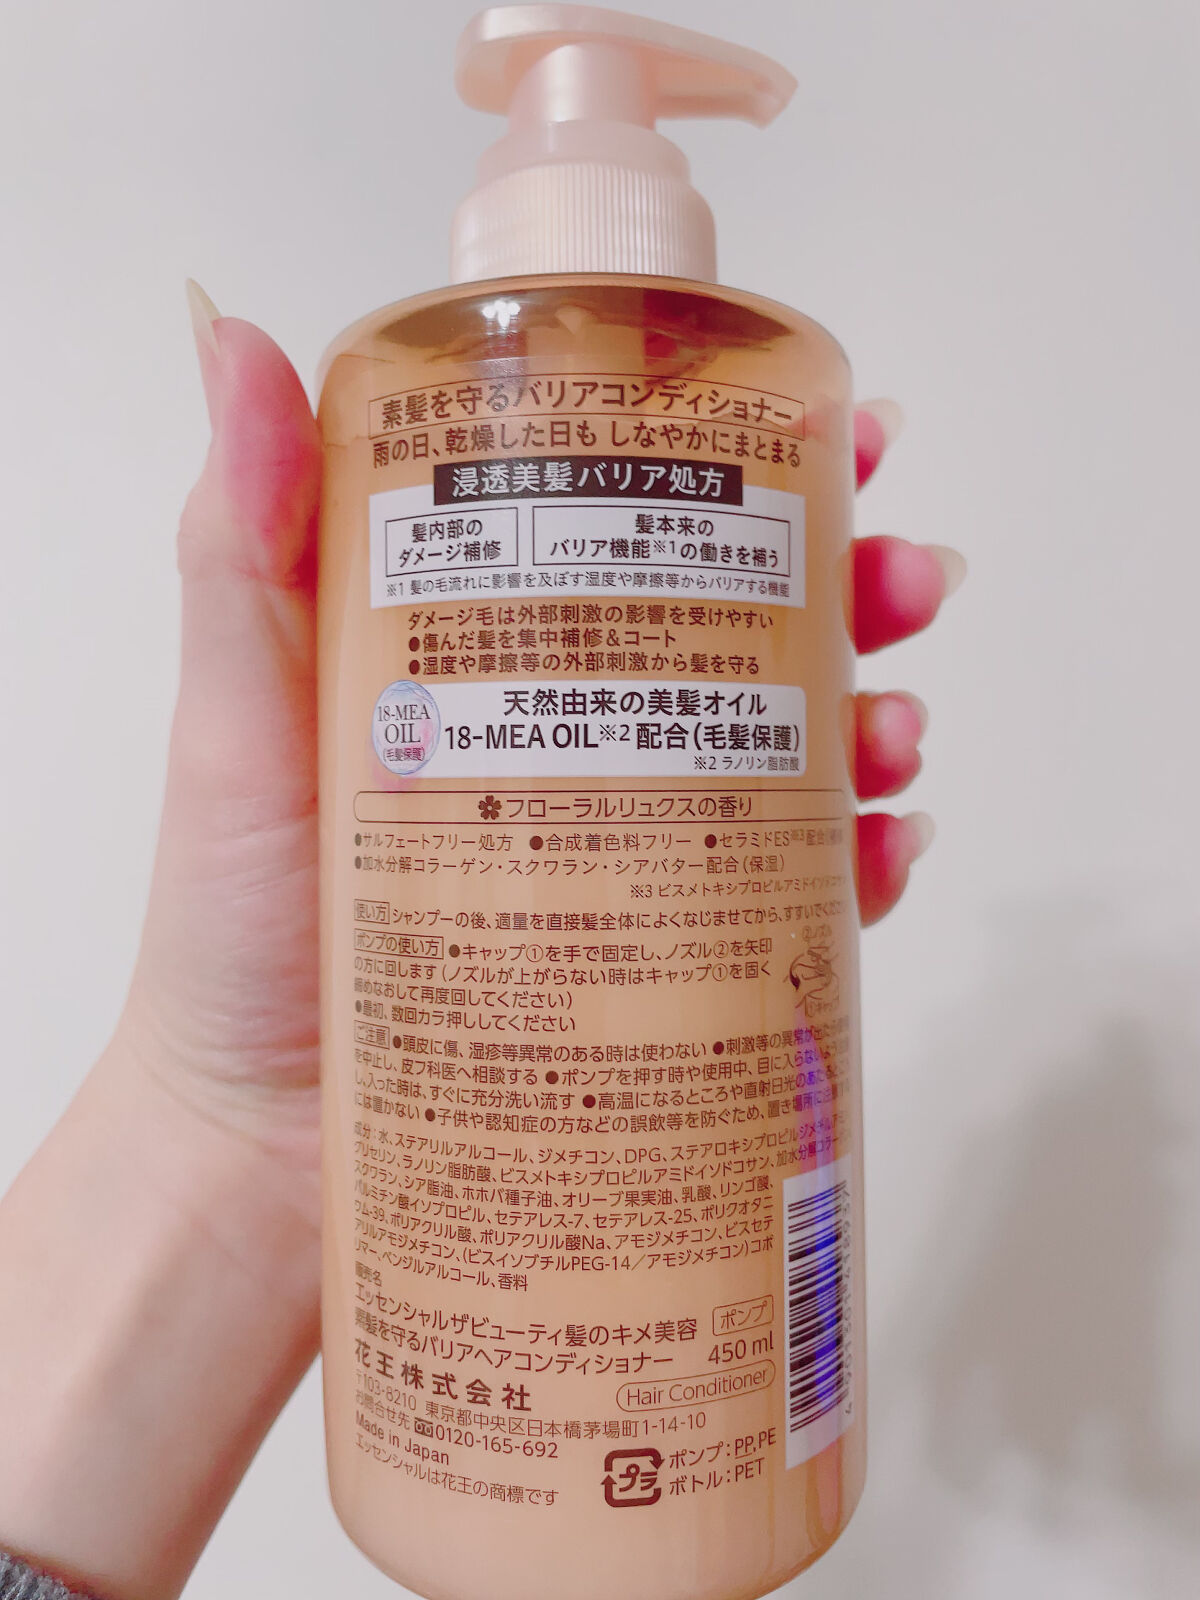 素髪を守るバリアコンディショナー
雨の日、乾燥した日も しなやかにまとまる
浸透美髪バリア処方
髪内部の
ダメージ補修
髪本来の
バリア機能※1の働きを補う
※1 髪の毛流れに影響を及ぼす湿度や摩擦等からバリアする機能
ダメージ毛は外部刺激の影響を受けやすい
●傷んだ髪を集中補修&コート
●湿度や摩擦等の外部刺激から髪を守る
18-MEA
OIL
(毛髪保護)
天然由来の美髪オイル
18-MEA OIL※2 配合(毛髪保護)
※2 ラノリン脂肪酸
フローラルリュクスの香り
●サルフェートフリー処方 ●合成着色料フリー ●セラミドES※3配合
●加水分解コラーゲン・スクワラン・シアバター配合(保湿)
※3 ビスメトキシプロピルアミドイソドコサン
使い方 シャンプーの後、適量を直接髪全体によくなじませてから、すすいでください
ポンプの使い方 ●キャップ①を手で固定し、ノズル②を矢印
の方に回します(ノズルが上がらない時はキャップ①を固く
締めなおして再度回してください)
●最初、数回カラ押ししてください
②ノズル
①キャップ
ご注意 ●頭皮に傷、湿疹等異常のある時は使わない ●刺激等の異常が出たら
を中止し、皮フ科医へ相談する ●ポンプを押す時や使用中、目に入らないよう
し、入った時は、すぐに充分洗い流す ●高温になるところや直射日光のあたるところ
には置かない ●子供や認知症の方などの誤飲等を防ぐため、置き場所に
成分:水、ステアリルアルコール、ジメチコン、DPG、ステアロキシプロピルジメチルアミン、
グリセリン、ラノリン脂肪酸、ビスメトキシプロピルアミドイソドコサン、加水分解コラーゲン、
スクワラン、シア脂油、ホホバ種子油、オリーブ果実油、乳酸、リンゴ酸、
パルミチン酸イソプロピル、セテアレス-7、セテアレス-25、ポリクオタニ
ウム-39、ポリアクリル酸、ポリアクリル酸Na、アモジメチコン、ビスセテ
アリルアモジメチコン、(ビスイソブチルPEG-14/アモジメチコン)コポ
リマー、ベンジルアルコール、香料
販売名
エッセンシャルザビューティ髪のキメ美容
素髪を守るバリアヘアコンディショナー
ポンプ
450 ml
Hair Conditioner
花王株式会社
〒103-8210 東京都中央区日本橋茅場町1-14-10
お問合せ先 0120-165-692
Made in Japan
エッセンシャルは花王の商標です
プラ
ポンプ:PP,PE
ボトル:PET